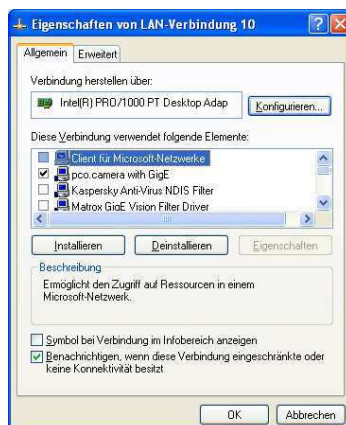 Eigenschaften von LAN-Verbindung 10
Allgemein
Erweitert
Verbindung herstellen über:
Intel(R) PRO/1000 PT Desktop Adap
Konfigurieren...
Diese Verbindung verwendet folgende Elemente:
Client für Microsoft-Netzwerke
pco.camera with GigE
Kaspersky Anti-Virus NDIS Filter
Matrox GigE Vision Filter Driver
Installieren
Deinstallieren
Eigenschaften
Beschreibung
Ermöglicht den Zugriff auf Ressourcen in einem
Microsoft-Netzwerk.
Symbol bei Verbindung im Infobereich anzeigen
Benachrichtigen, wenn diese Verbindung eingeschränkte oder
keine Konnektivität besitzt
OK
Abbrechen